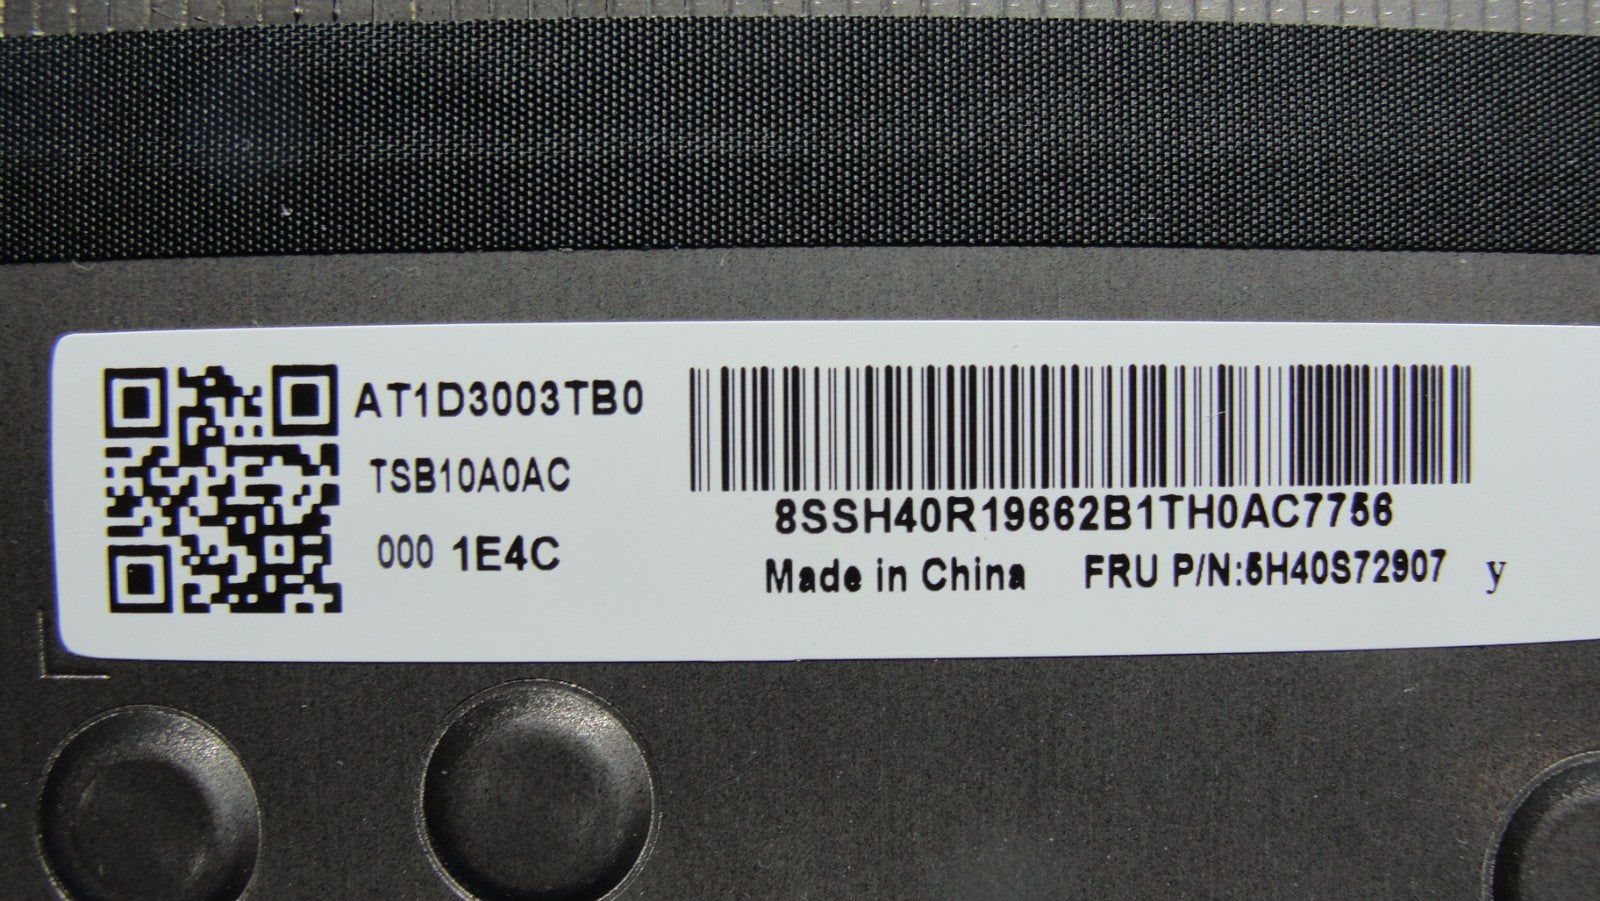 AT1D3003TB0
TSB10A0AC
000 1E4C
8SSH40R19662B1TH0AC7756
Made in China FRU P/N:5H40S72907 y